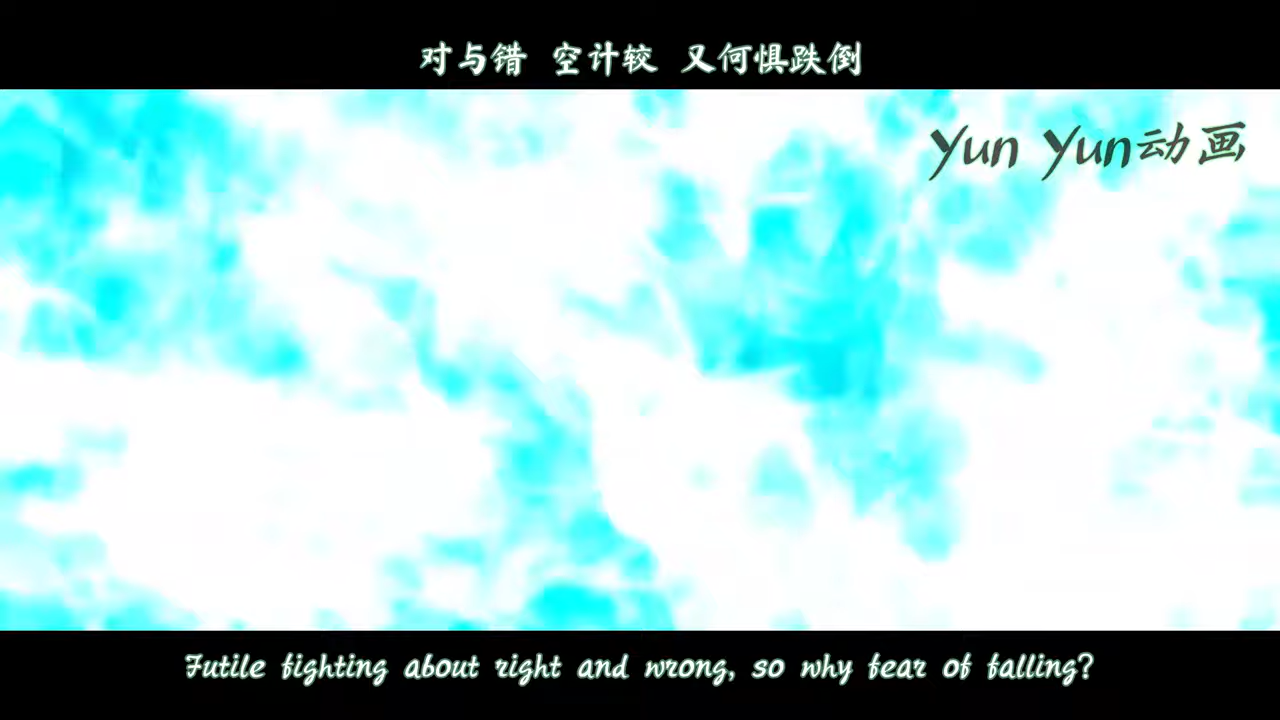 对与错 空计较 又何惧跌倒
Yun Yun动画
Futile fighting about right and wrong, so why fear of falling?